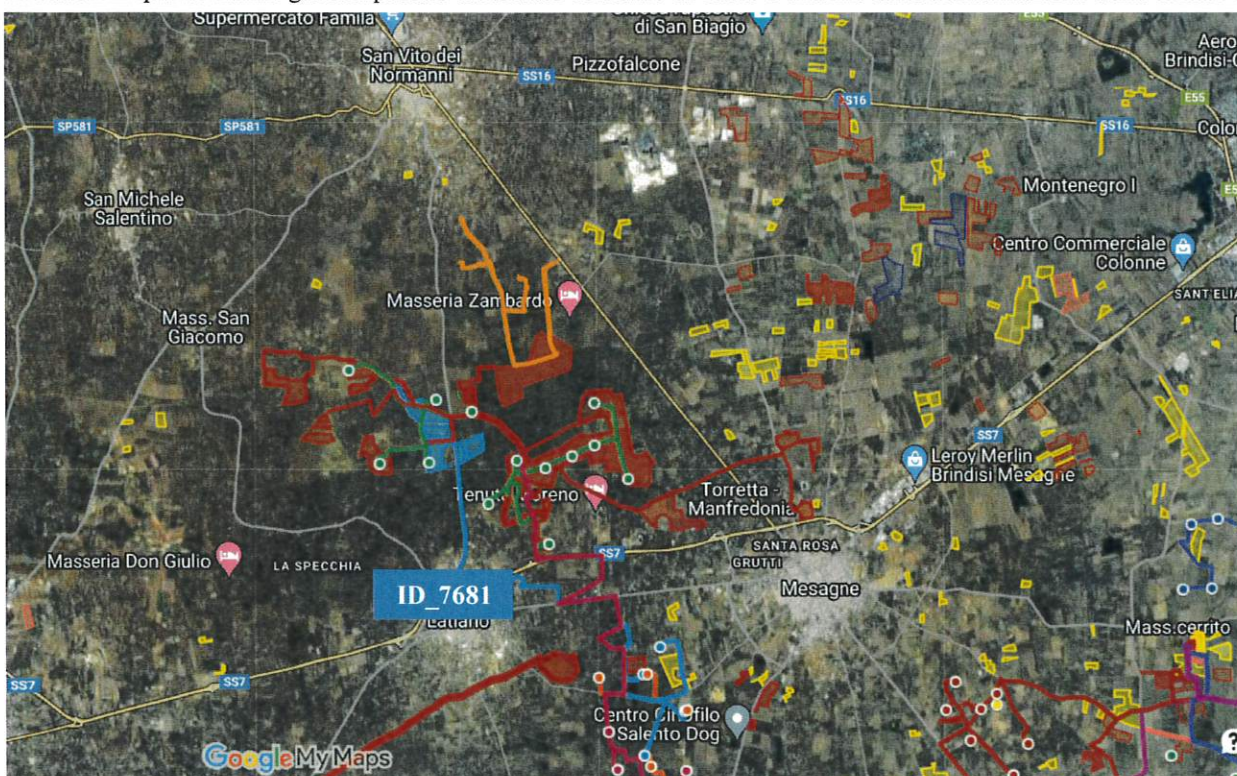 Supermercato Famila
di San Biagio
Aero
Brindisi-C
San Vito dei
Normanni
Pizzofalcone
SS16
SS16
E55
SP581
SP581
SS16
Color
San Michele
Salentino
Montenegro I
Centro Commerciale
Colonne
SANT'ELIA
Masseria Zambardo
Mass. San
Giacomo
SS7
Leroy Merlin
Brindisi Mesagne
Torretta -
Manfredonia
SS7
SANTA ROSA
GRUTTI
Masseria Don Giulio
LA SPECCHIA
ID_7681
Mesagne
Latiano
Mass.cerrito
SS7
SS7
Centro Cinofilo
Salento Dog
Google My Maps
?